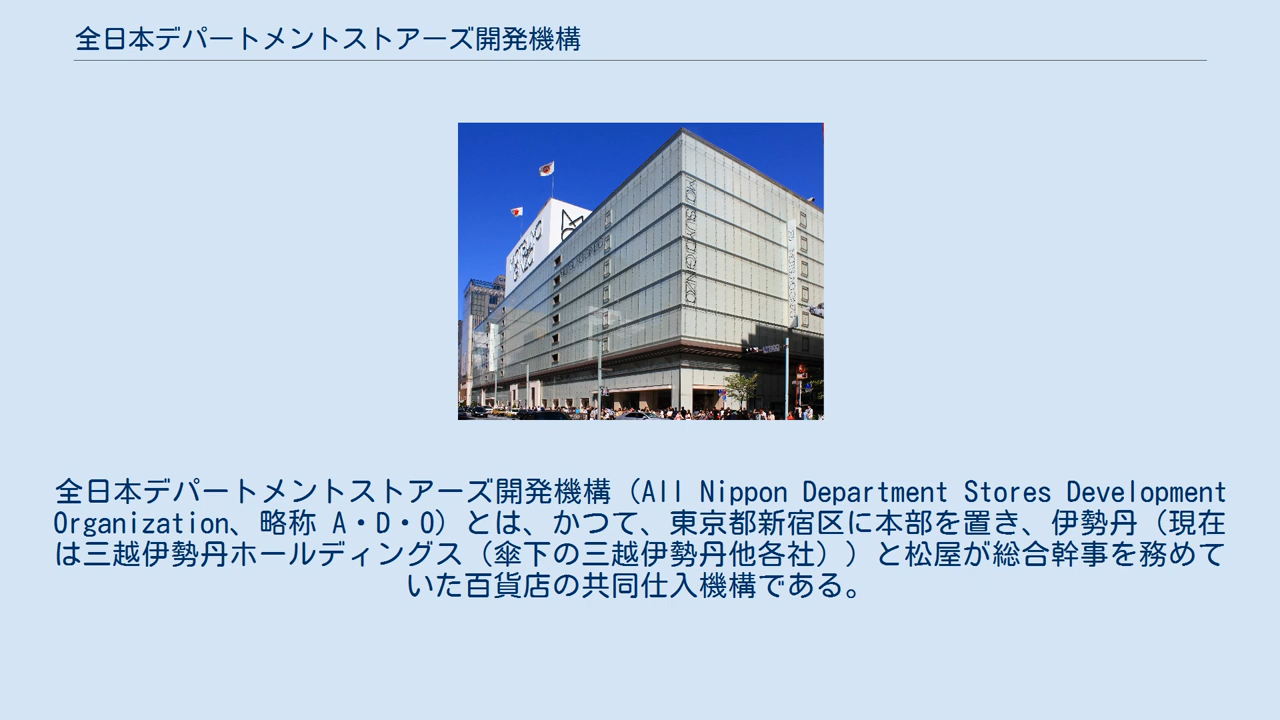 全日本デパートメントストアーズ開発機構
全日本デパートメントストアーズ開発機構（All Nippon Department Stores Development
Organization、略称 A・D・O）とは、かつて、東京都新宿区に本部を置き、伊勢丹（現在
は三越伊勢丹ホールディングス（傘下の三越伊勢丹他各社））と松屋が総合幹事を務めて
いた百貨店の共同仕入機構である。